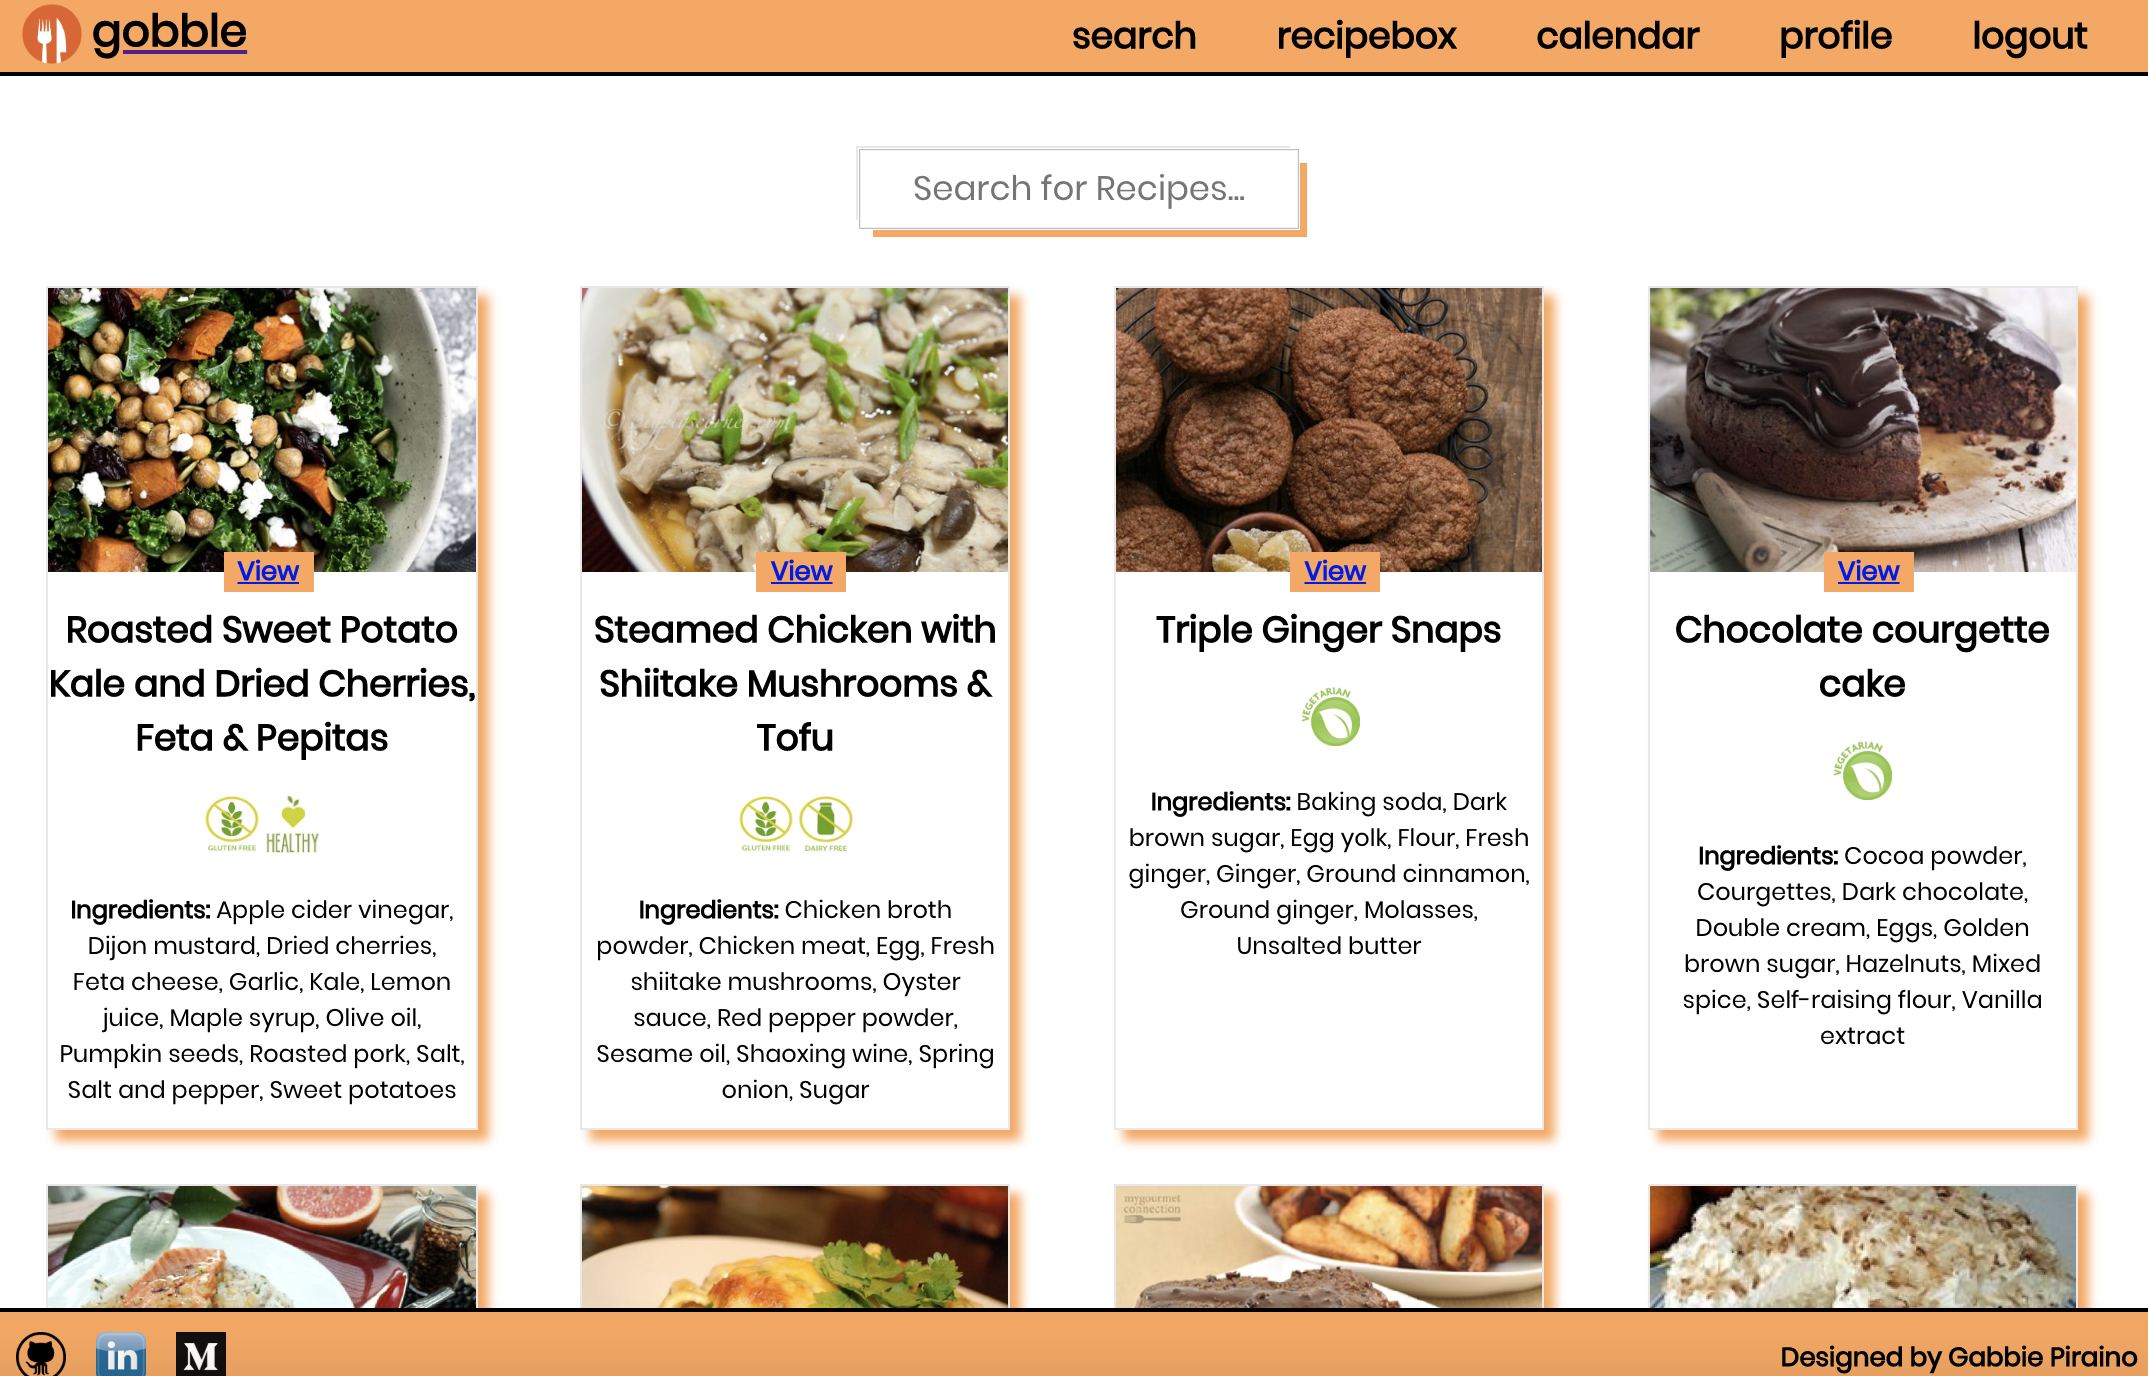 gobble
search
recipebox
calendar
profile
logout
Search for Recipes...
View
Roasted Sweet Potato
Kale and Dried Cherries,
Feta & Pepitas
GLUTEN FREE
HEALTHY
Ingredients: Apple cider vinegar,
Dijon mustard, Dried cherries,
Feta cheese, Garlic, Kale, Lemon
juice, Maple syrup, Olive oil,
Pumpkin seeds, Roasted pork, Salt,
Salt and pepper, Sweet potatoes
View
Steamed Chicken with
Shiitake Mushrooms &
Tofu
GLUTEN FREE
DAIRY FREE
Ingredients: Chicken broth
powder, Chicken meat, Egg, Fresh
shiitake mushrooms, Oyster
sauce, Red pepper powder,
Sesame oil, Shaoxing wine, Spring
onion, Sugar
View
Triple Ginger Snaps
VEGETARIAN
Ingredients: Baking soda, Dark
brown sugar, Egg yolk, Flour, Fresh
ginger, Ginger, Ground cinnamon,
Ground ginger, Molasses,
Unsalted butter
View
Chocolate courgette
cake
VEGETARIAN
Ingredients: Cocoa powder,
Courgettes, Dark chocolate,
Double cream, Eggs, Golden
brown sugar, Hazelnuts, Mixed
spice, Self-raising flour, Vanilla
extract
mygourmet
connection
in
M
Designed by Gabbie Piraino